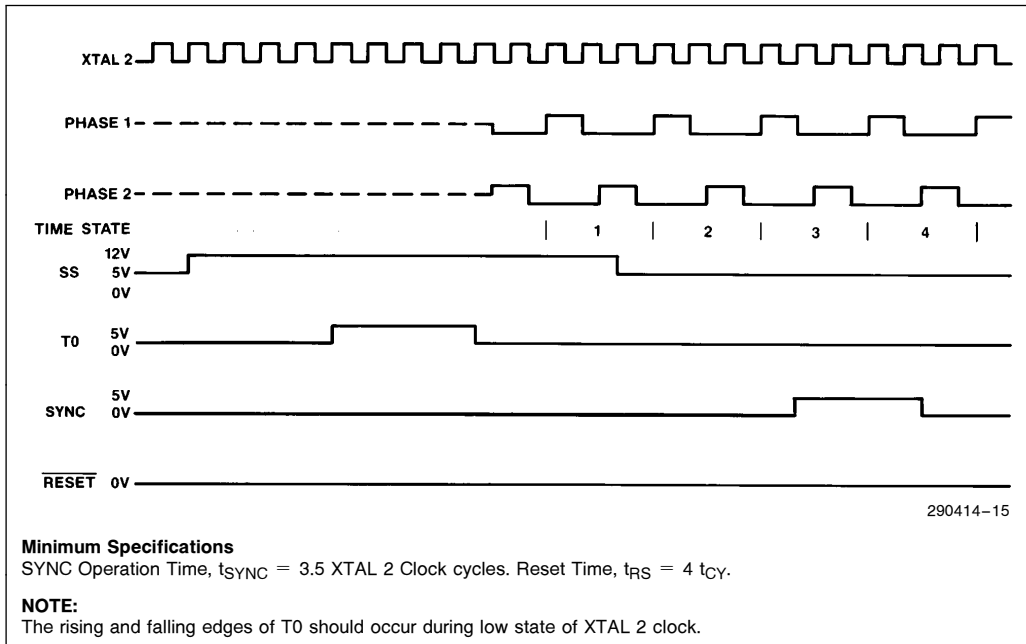 XTAL 2
PHASE 1
PHASE 2
TIME STATE | 1 | 2 | 3 | 4 |
12V
SS 5V
0V
T0 5V
0V
5V
SYNC 0V
RESET 0V
290414–15
Minimum Specifications
SYNC Operation Time, tSYNC = 3.5 XTAL 2 Clock cycles. Reset Time, tRS = 4 tCY.
NOTE:
The rising and falling edges of T0 should occur during low state of XTAL 2 clock.